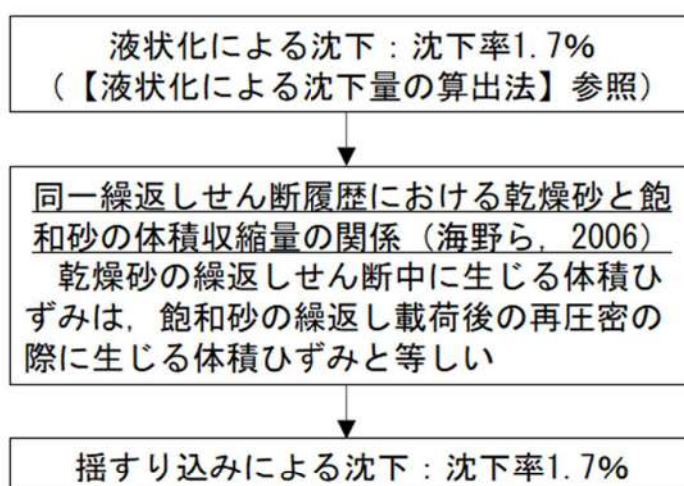 液状化による沈下：沈下率1.7%
（【液状化による沈下量の算出法】参照）
同一繰返しせん断履歴における乾燥砂と飽
和砂の体積収縮量の関係（海野ら，2006）
乾燥砂の繰返しせん断中に生じる体積ひ
ずみは，飽和砂の繰返し載荷後の再圧密の
際に生じる体積ひずみと等しい
揺すり込みによる沈下：沈下率1.7%